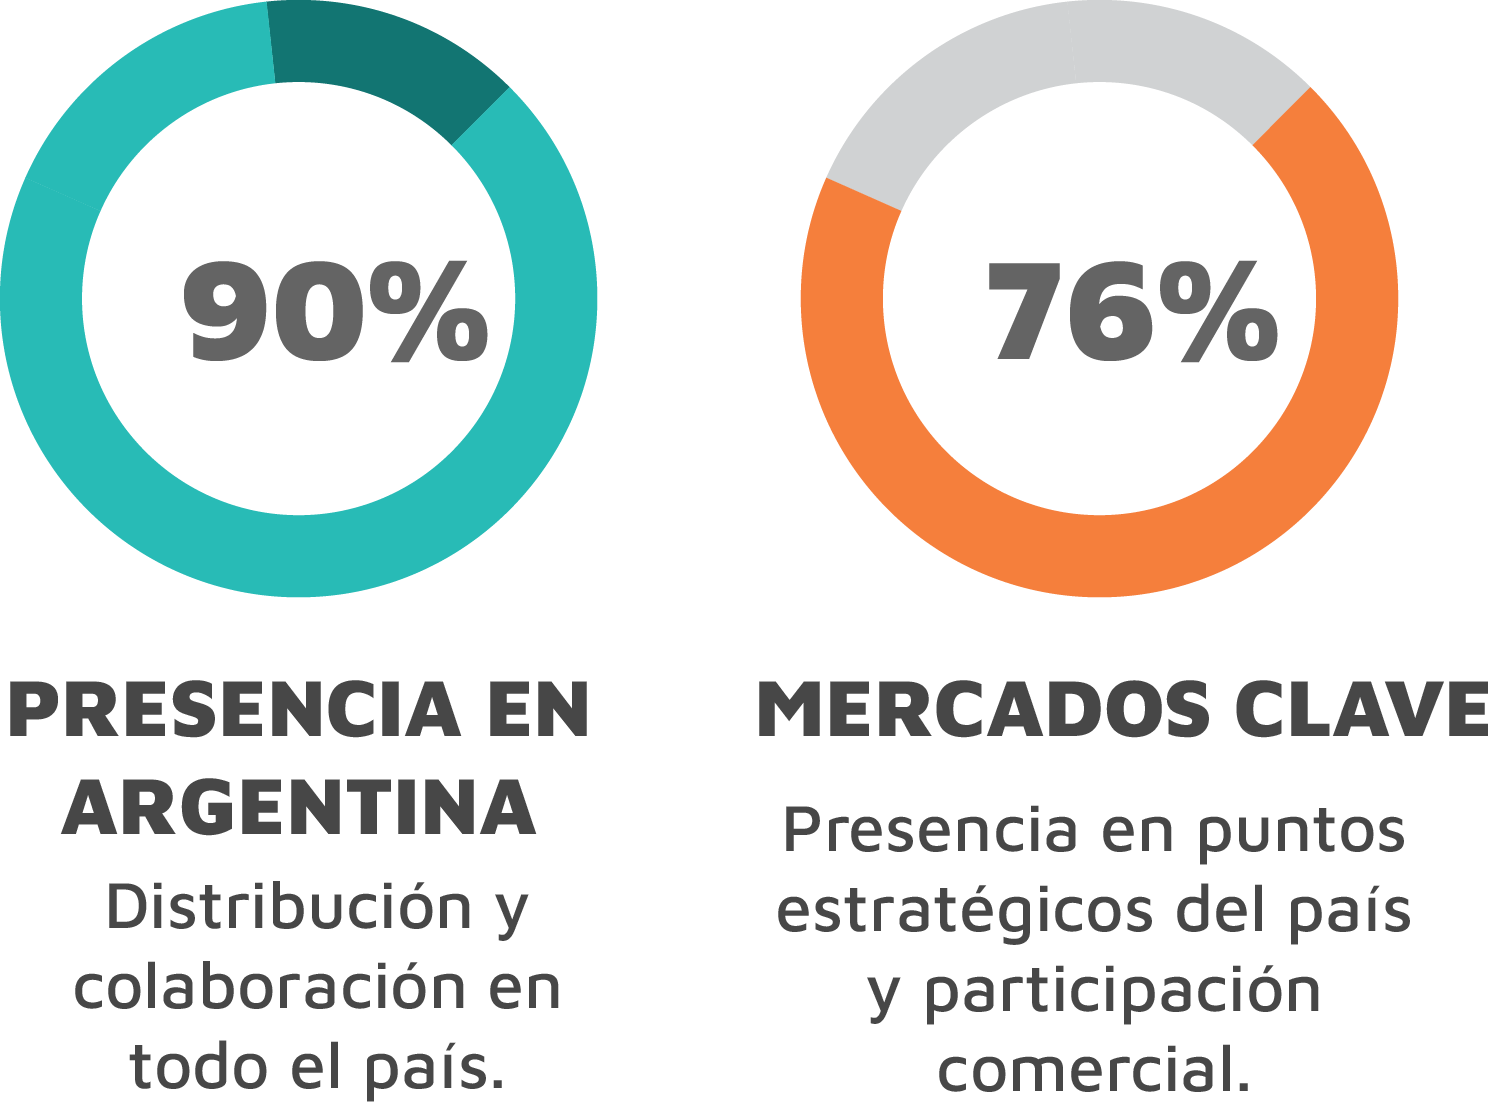 90%
PRESENCIA EN
ARGENTINA
Distribución y
colaboración en
todo el país.
76%
MERCADOS CLAVE
Presencia en puntos
estratégicos del país
y participación
comercial.